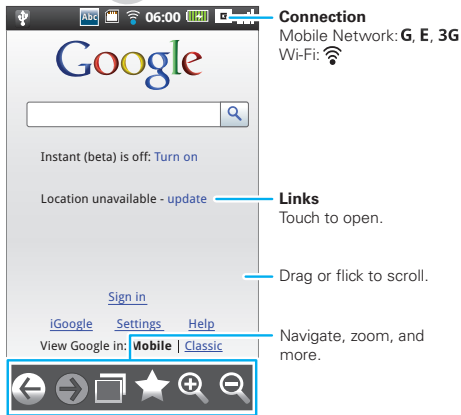 Abc 06:00 E
Connection
Mobile Network: G, E, 3G
Wi-Fi:
Google
Instant (beta) is off: Turn on
Location unavailable - update
Links
Touch to open.
Drag or flick to scroll.
Sign in
iGoogle Settings Help
View Google in: Mobile | Classic
Navigate, zoom, and
more.